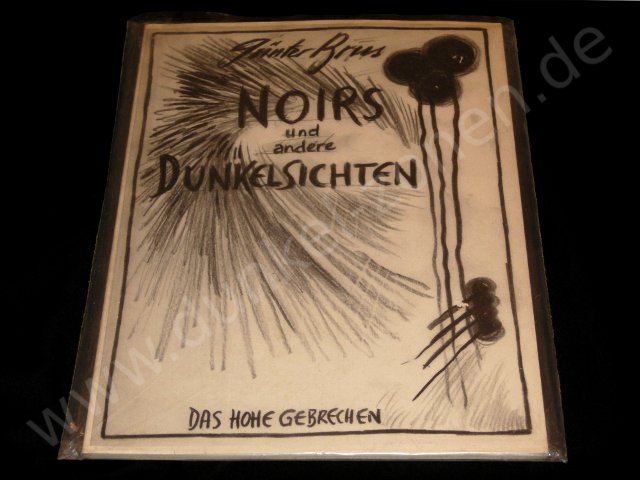 Günter Brus
NOIRS
und
andere
DUNKELSICHTEN
DAS HOHE GEBRECHEN